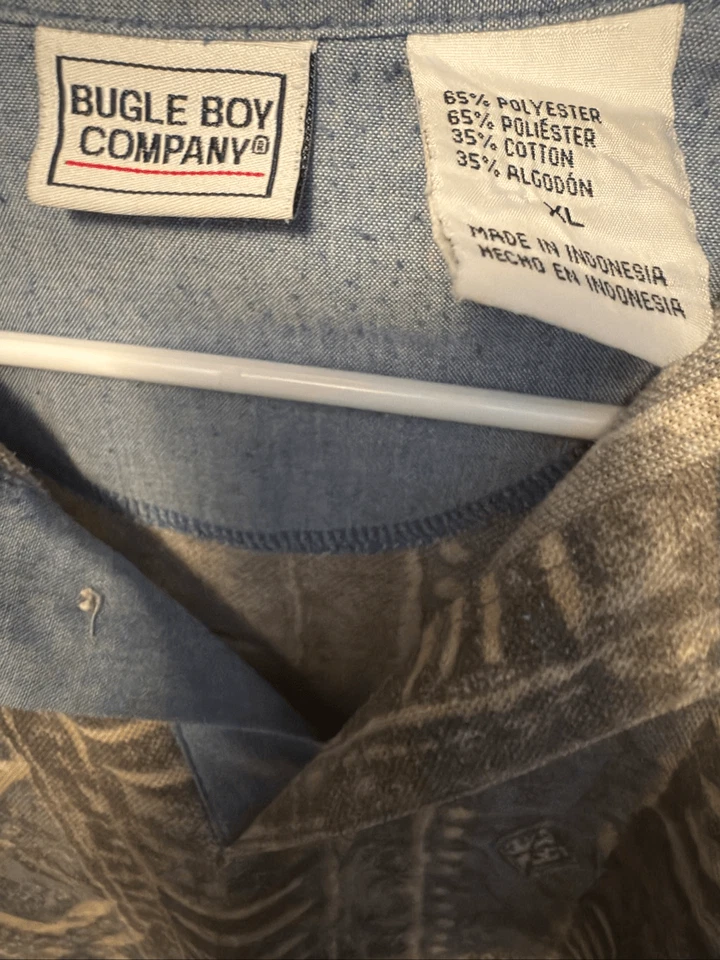 BUGLE BOY
COMPANY®
65% POLYESTER
65% POLIÉSTER
35% COTTON
35% ALGODÓN
XL
MADE IN INDONESIA
HECHO EN INDONESIA